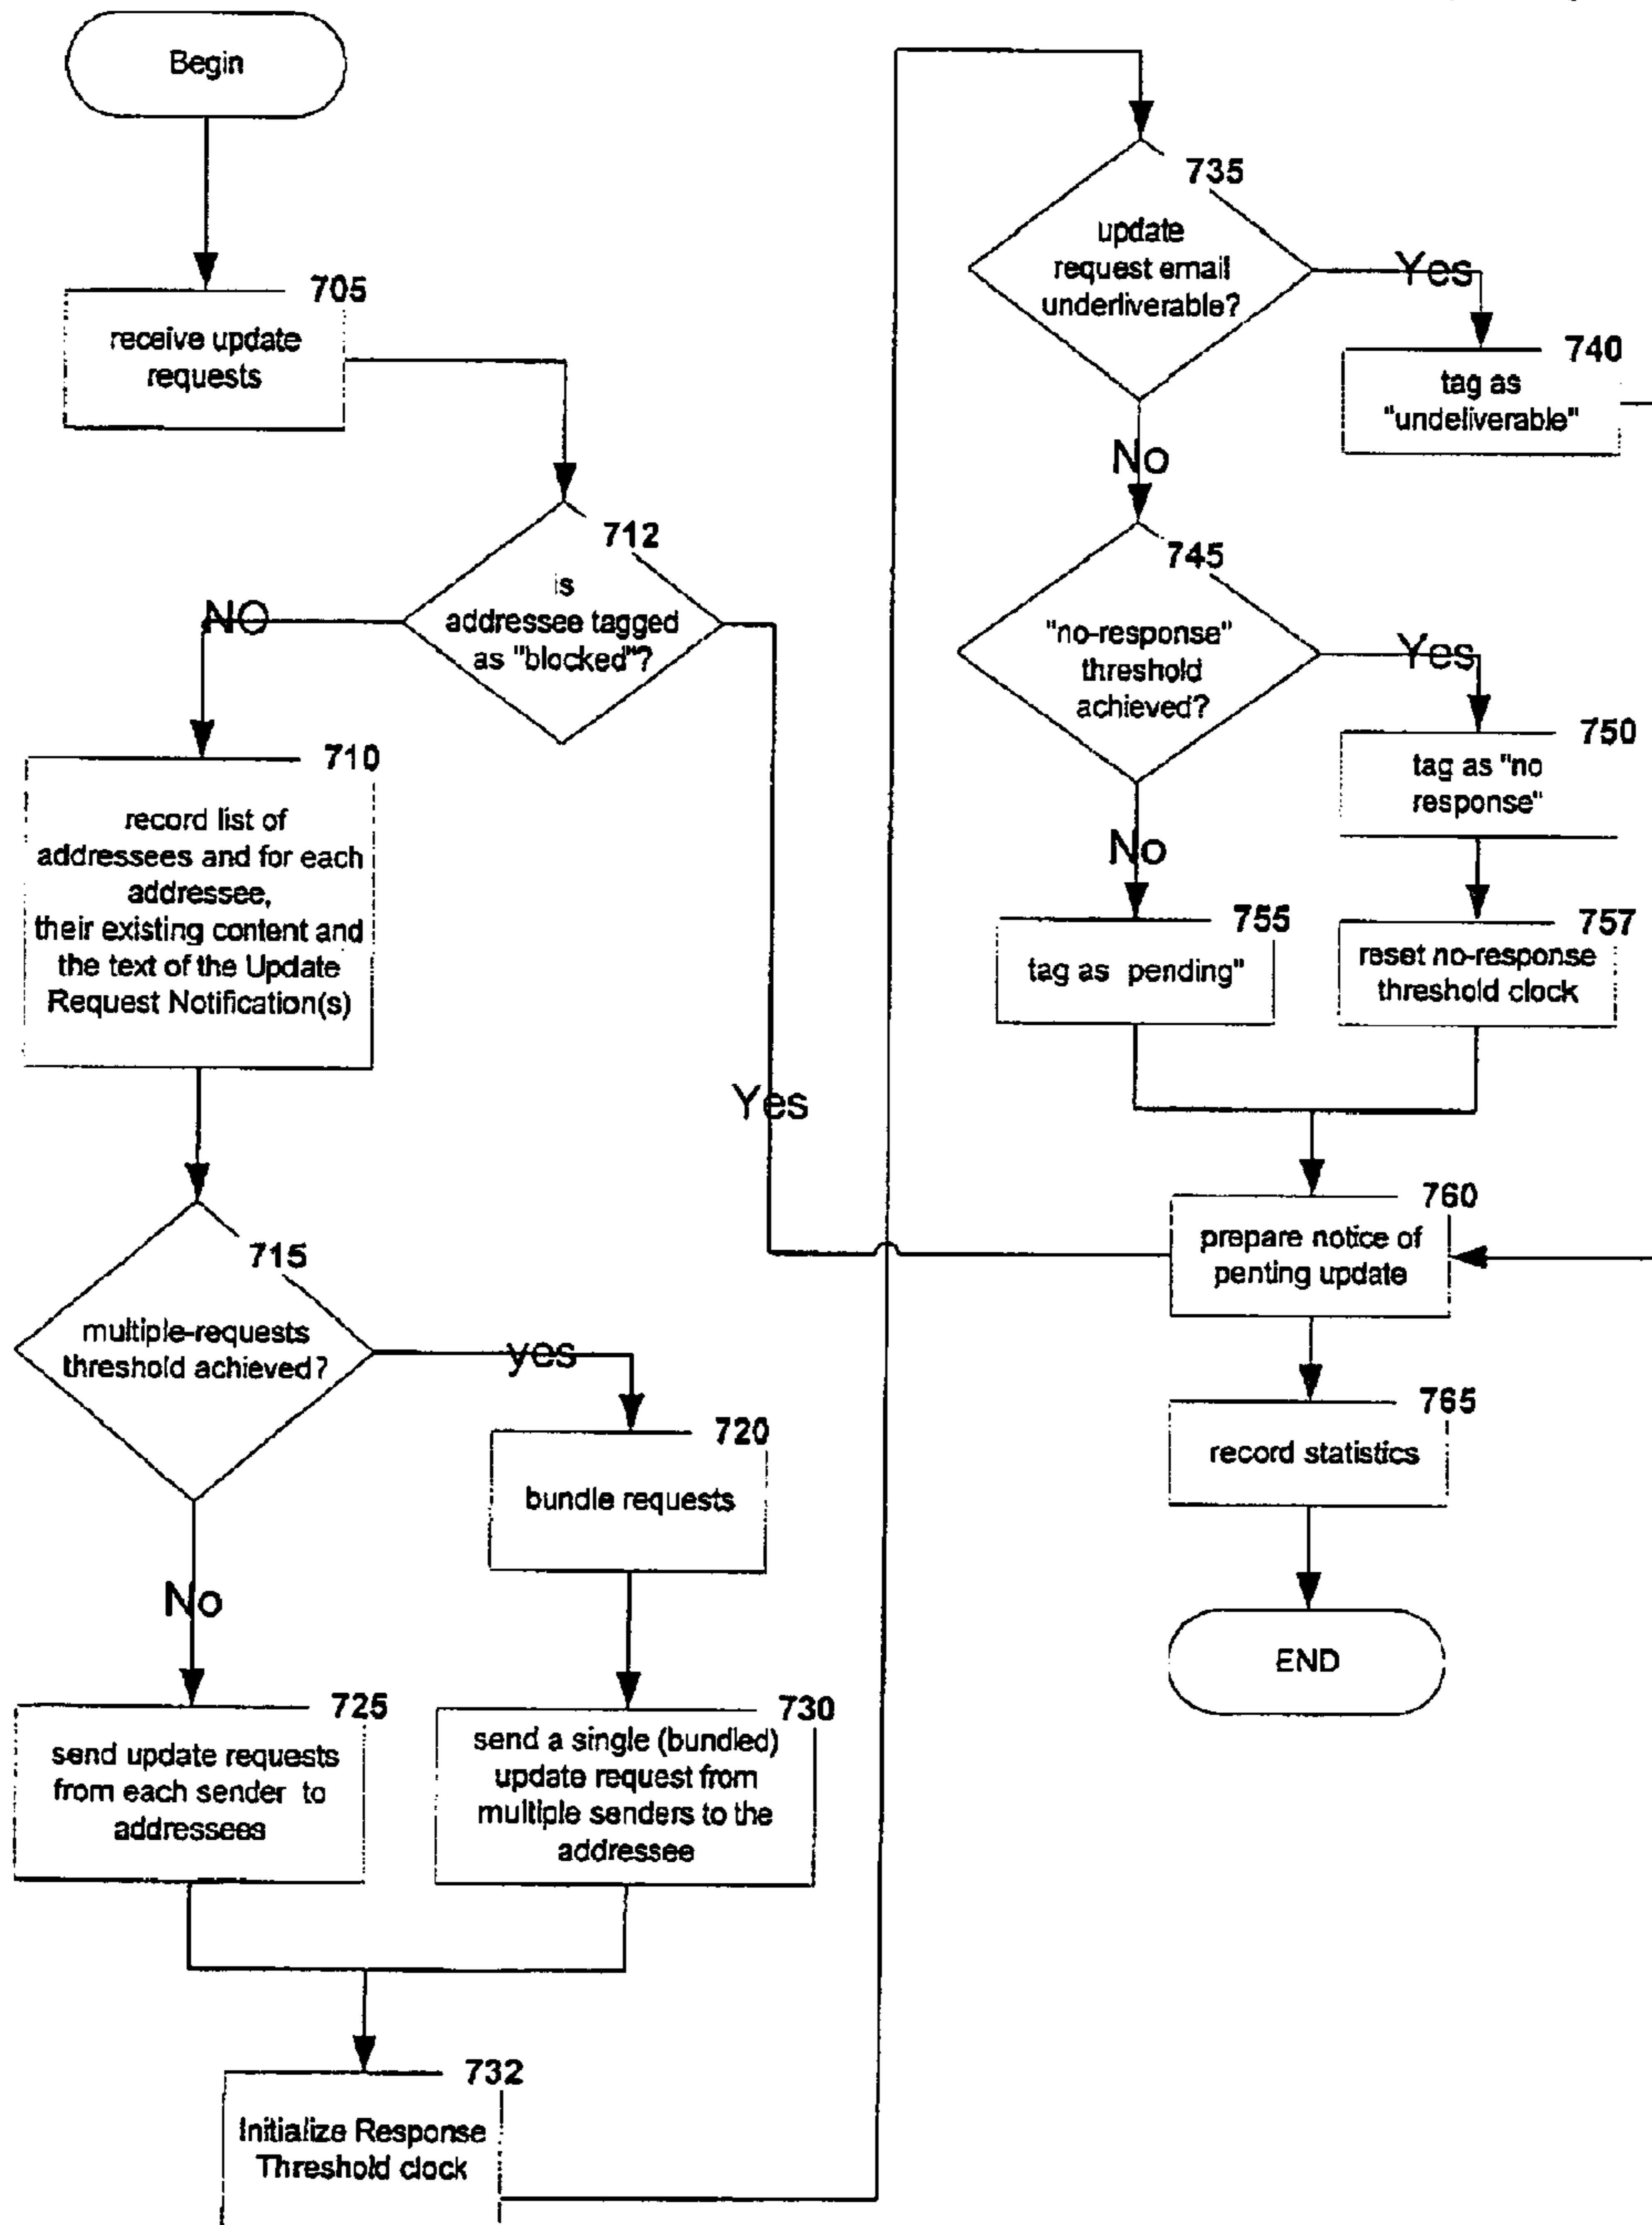 Begin
705
receive update
requests
712
is
addressee tagged
as "blocked"?
NO
Yes
710
record list of
addressees and for each
addressee,
their existing content and
the text of the Update
Request Notification(s)
715
multiple-requests
threshold achieved?
yes
No
720
bundle requests
725
send update requests
from each sender to
addressees
730
send a single (bundled)
update request from
multiple senders to the
addressee
732
Initialize Response
Threshold clock
735
update
request email
underliverable?
Yes
No
740
tag as
"undeliverable"
745
"no-response"
threshold
achieved?
Yes
No
750
tag as "no
response"
755
tag as pending"
757
reset no-response
threshold clock
760
prepare notice of
penting update
765
record statistics
END